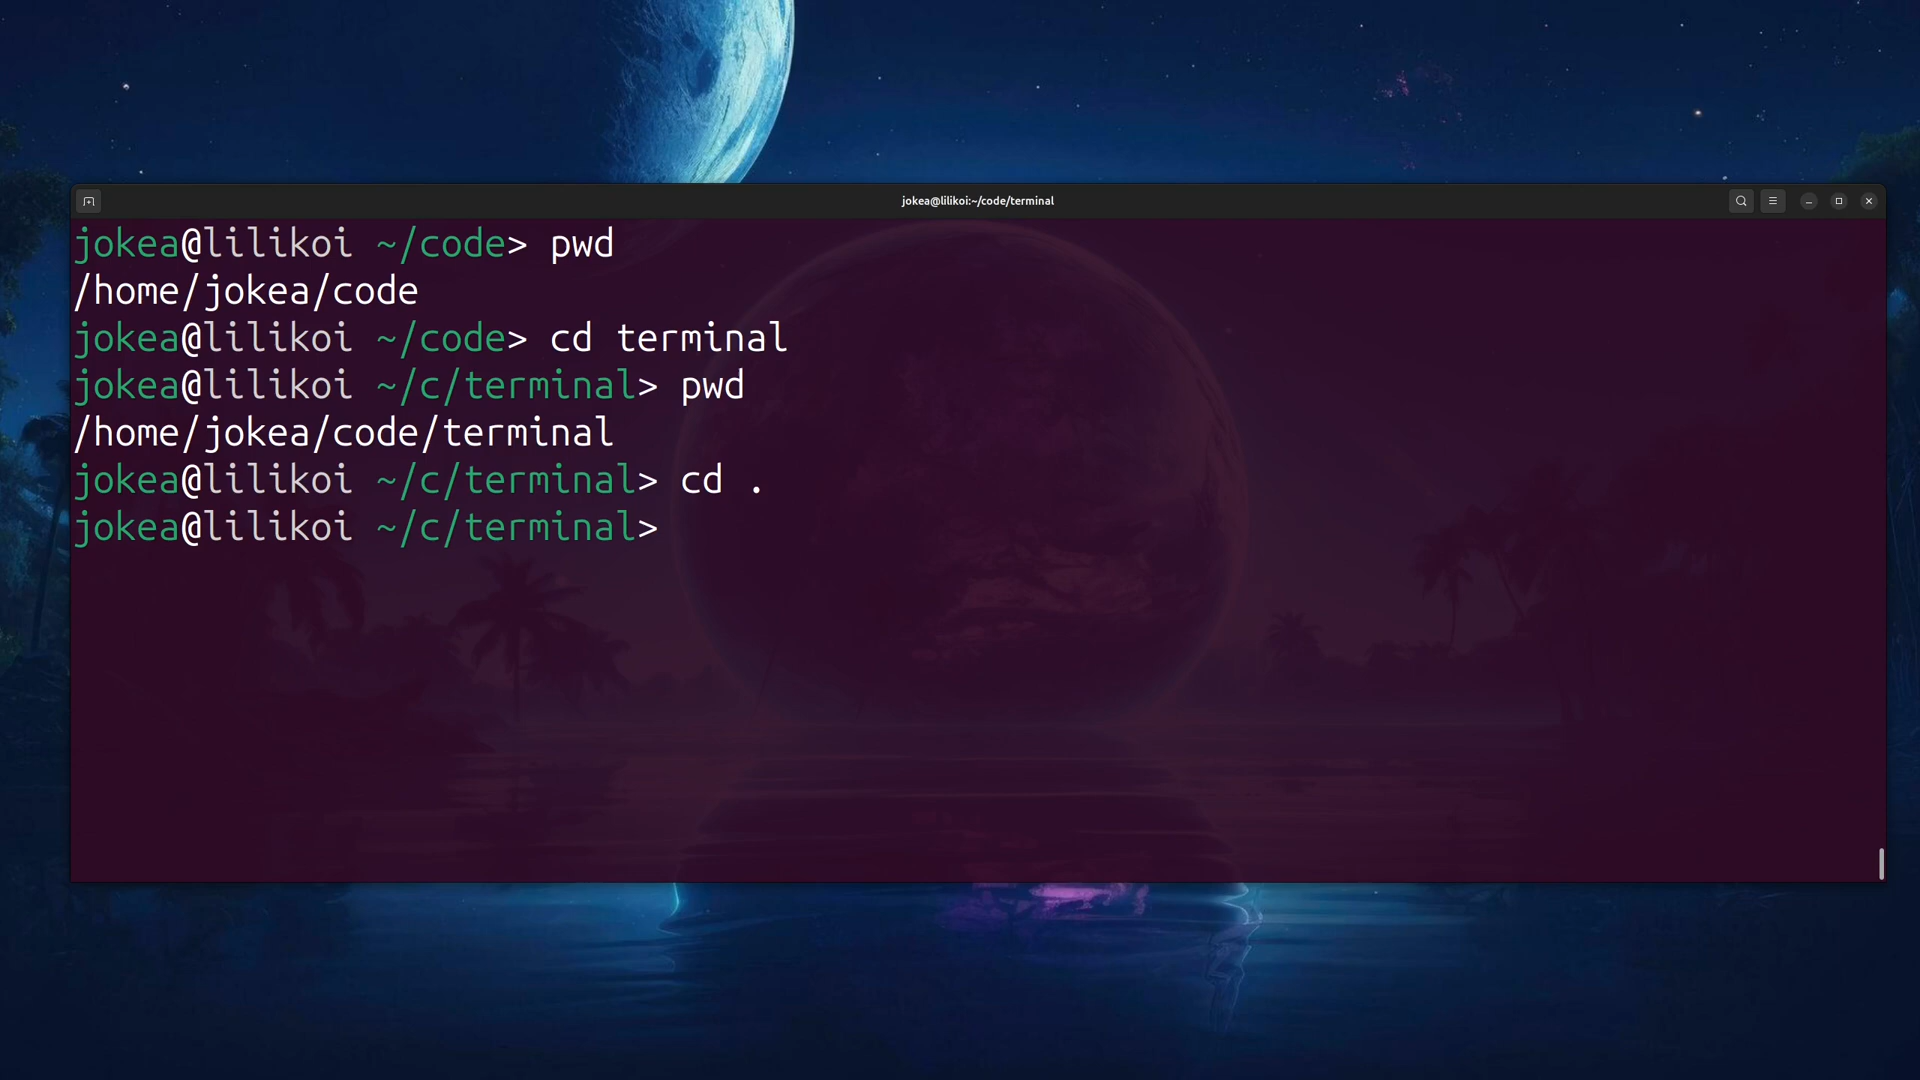 jokea@lilikoi:~/code/terminal
jokea@lilikoi ~/code> pwd
/home/jokea/code
jokea@lilikoi ~/code> cd terminal
jokea@lilikoi ~/c/terminal> pwd
/home/jokea/code/terminal
jokea@lilikoi ~/c/terminal> cd .
jokea@lilikoi ~/c/terminal>